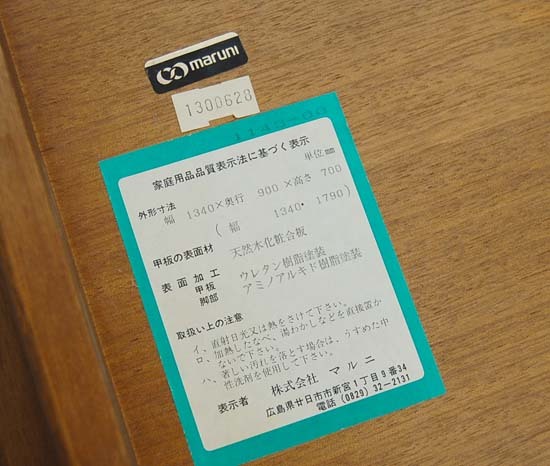 maruni
1300628
1140-00
家庭用品品質表示法に基づく表示
単位mm
外形寸法
幅 1340×奥行 900×高さ 700
( 幅 1340・ 1790)
甲板の表面材 天然木化粧合板
表面加工
甲板 ウレタン樹脂塗装
脚部 アミノアルキド樹脂塗装
取扱い上の注意
イ、直射日光又は熱をさけて下さい。
ロ、加熱したなべ、湯わかしなどを直接置か
ないで下さい。
ハ、著しい汚れを落とす場合は、うすめた中
性洗剤を使用して下さい。
表示者 株式会社 マルニ
広島県廿日市市新宮1丁目9番34
電話 (0829) 32-2131